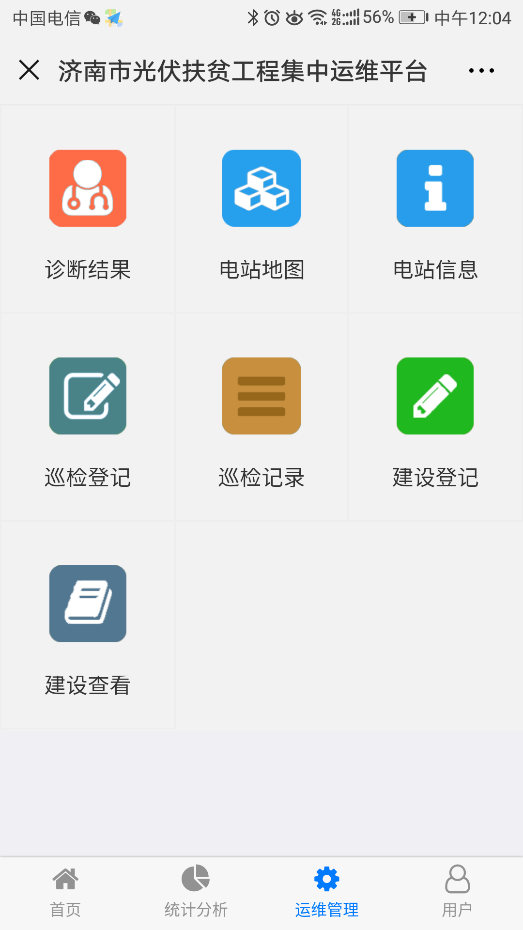 中国电信 4G 2G 56% 中午12:04
济南市光伏扶贫工程集中运维平台
诊断结果 电站地图 电站信息
巡检登记 巡检记录 建设登记
建设查看
首页 统计分析 运维管理 用户